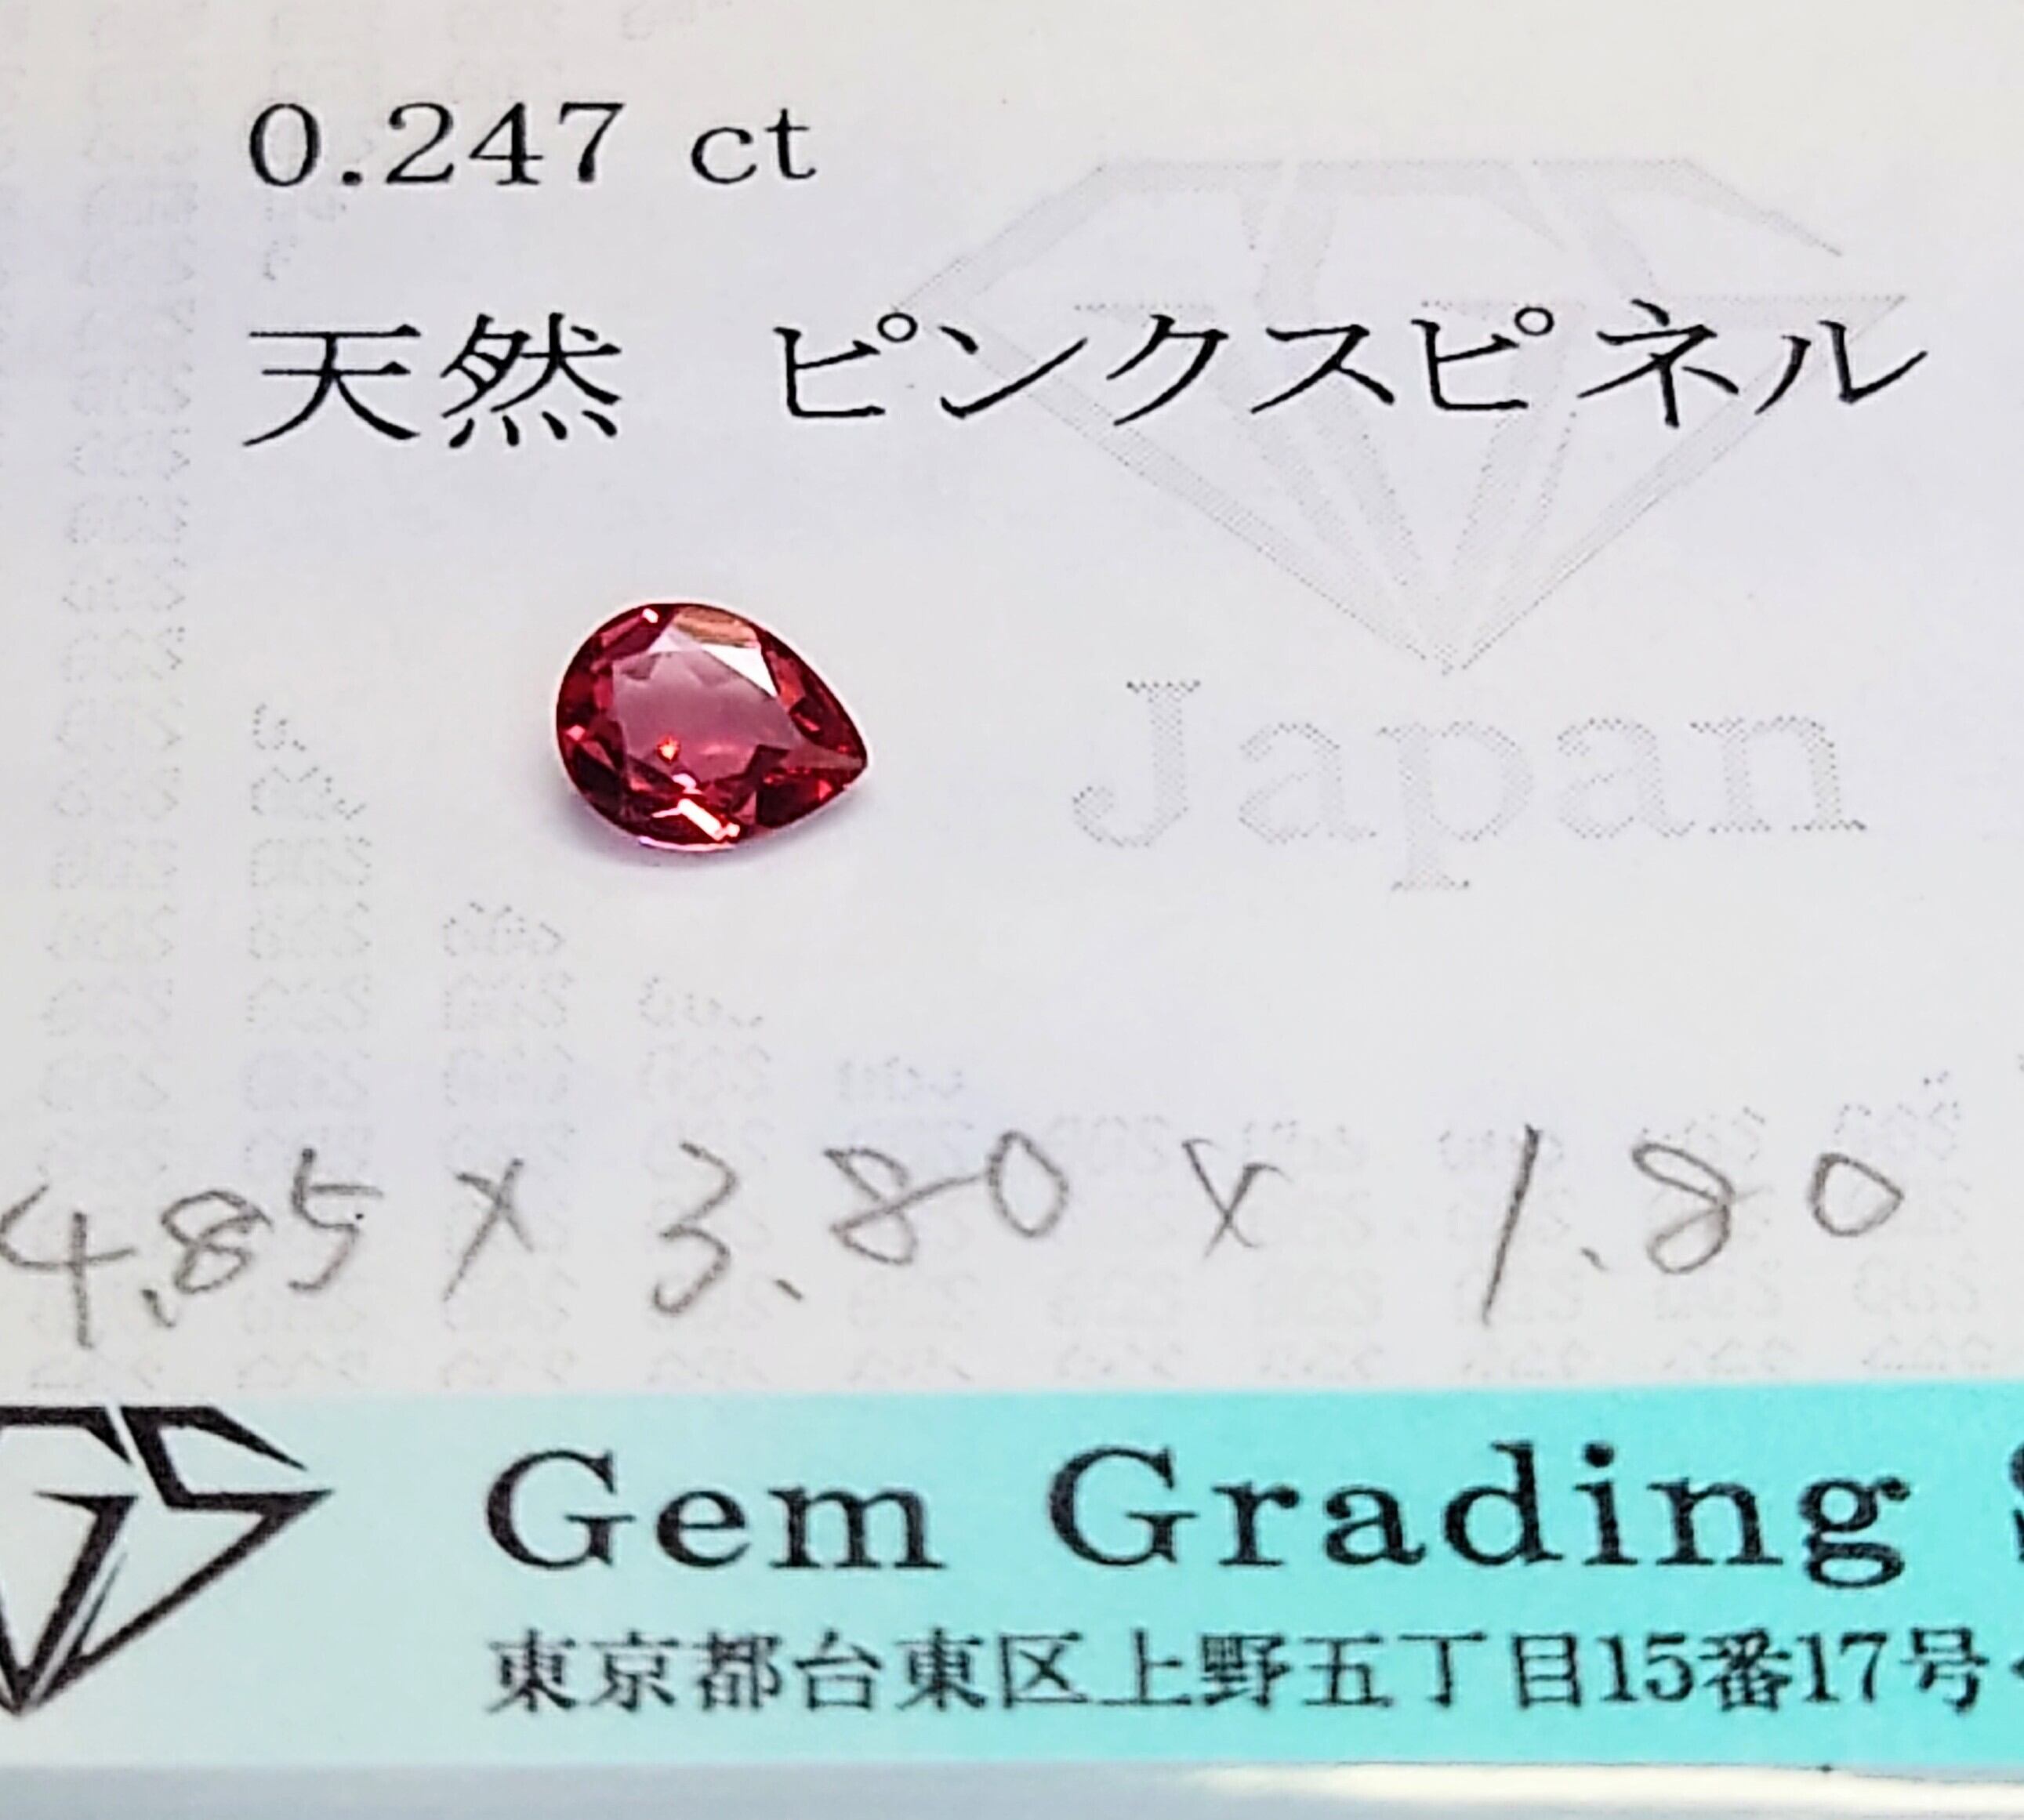 0.247 ct
天然 ピンクスピネル
Japan
4.85 x 3.80 x 1.80
Gem Grading
東京都台東区上野五丁目15番17号